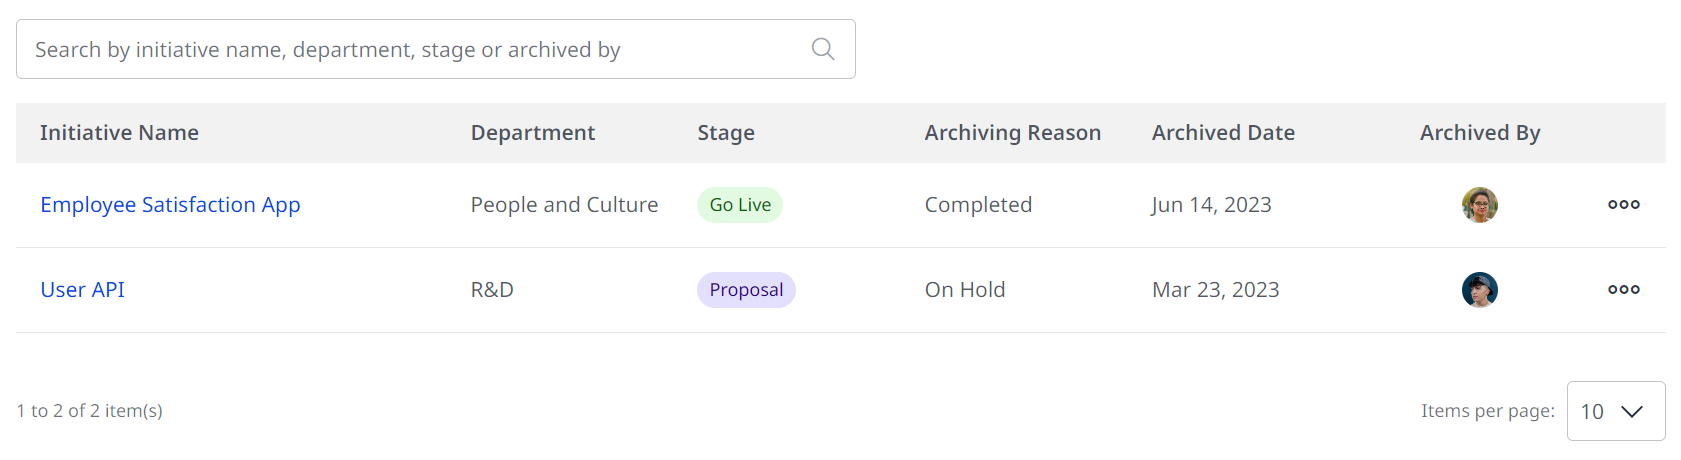 Search by initiative name, department, stage or archived by
Initiative Name Department Stage Archiving Reason Archived Date Archived By
Employee Satisfaction App People and Culture Go Live Completed Jun 14, 2023
User API R&D Proposal On Hold Mar 23, 2023
1 to 2 of 2 item(s) Items per page: 10